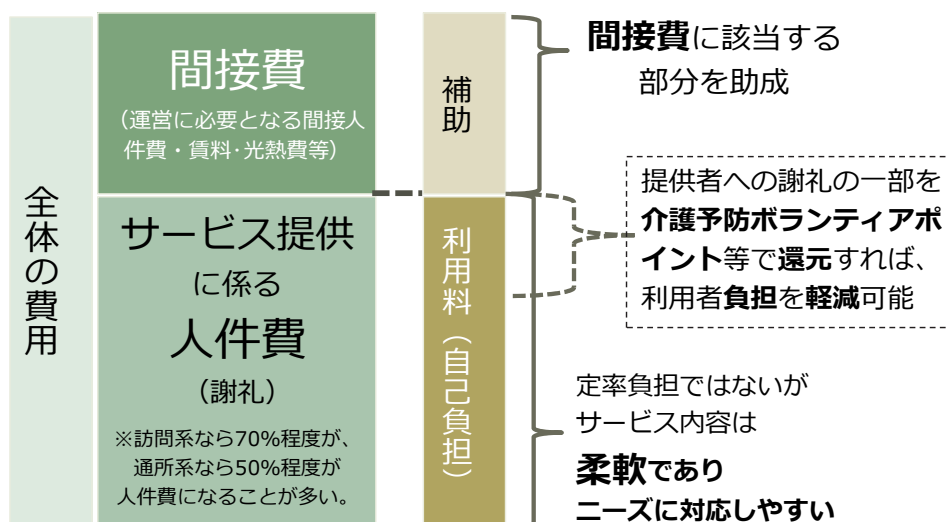 全体の費用
間接費
（運営に必要となる間接人
件費・賃料・光熱費等）
サービス提供
に係る
人件費
（謝礼）
※訪問系なら70%程度が、
通所系なら50%程度が
人件費になることが多い。
補助
利用料（自己負担）
間接費に該当する
部分を助成
提供者への謝礼の一部を
介護予防ボランティアポ
イント等で還元すれば、
利用者負担を軽減可能
定率負担ではないが
サービス内容は
柔軟であり
ニーズに対応しやすい